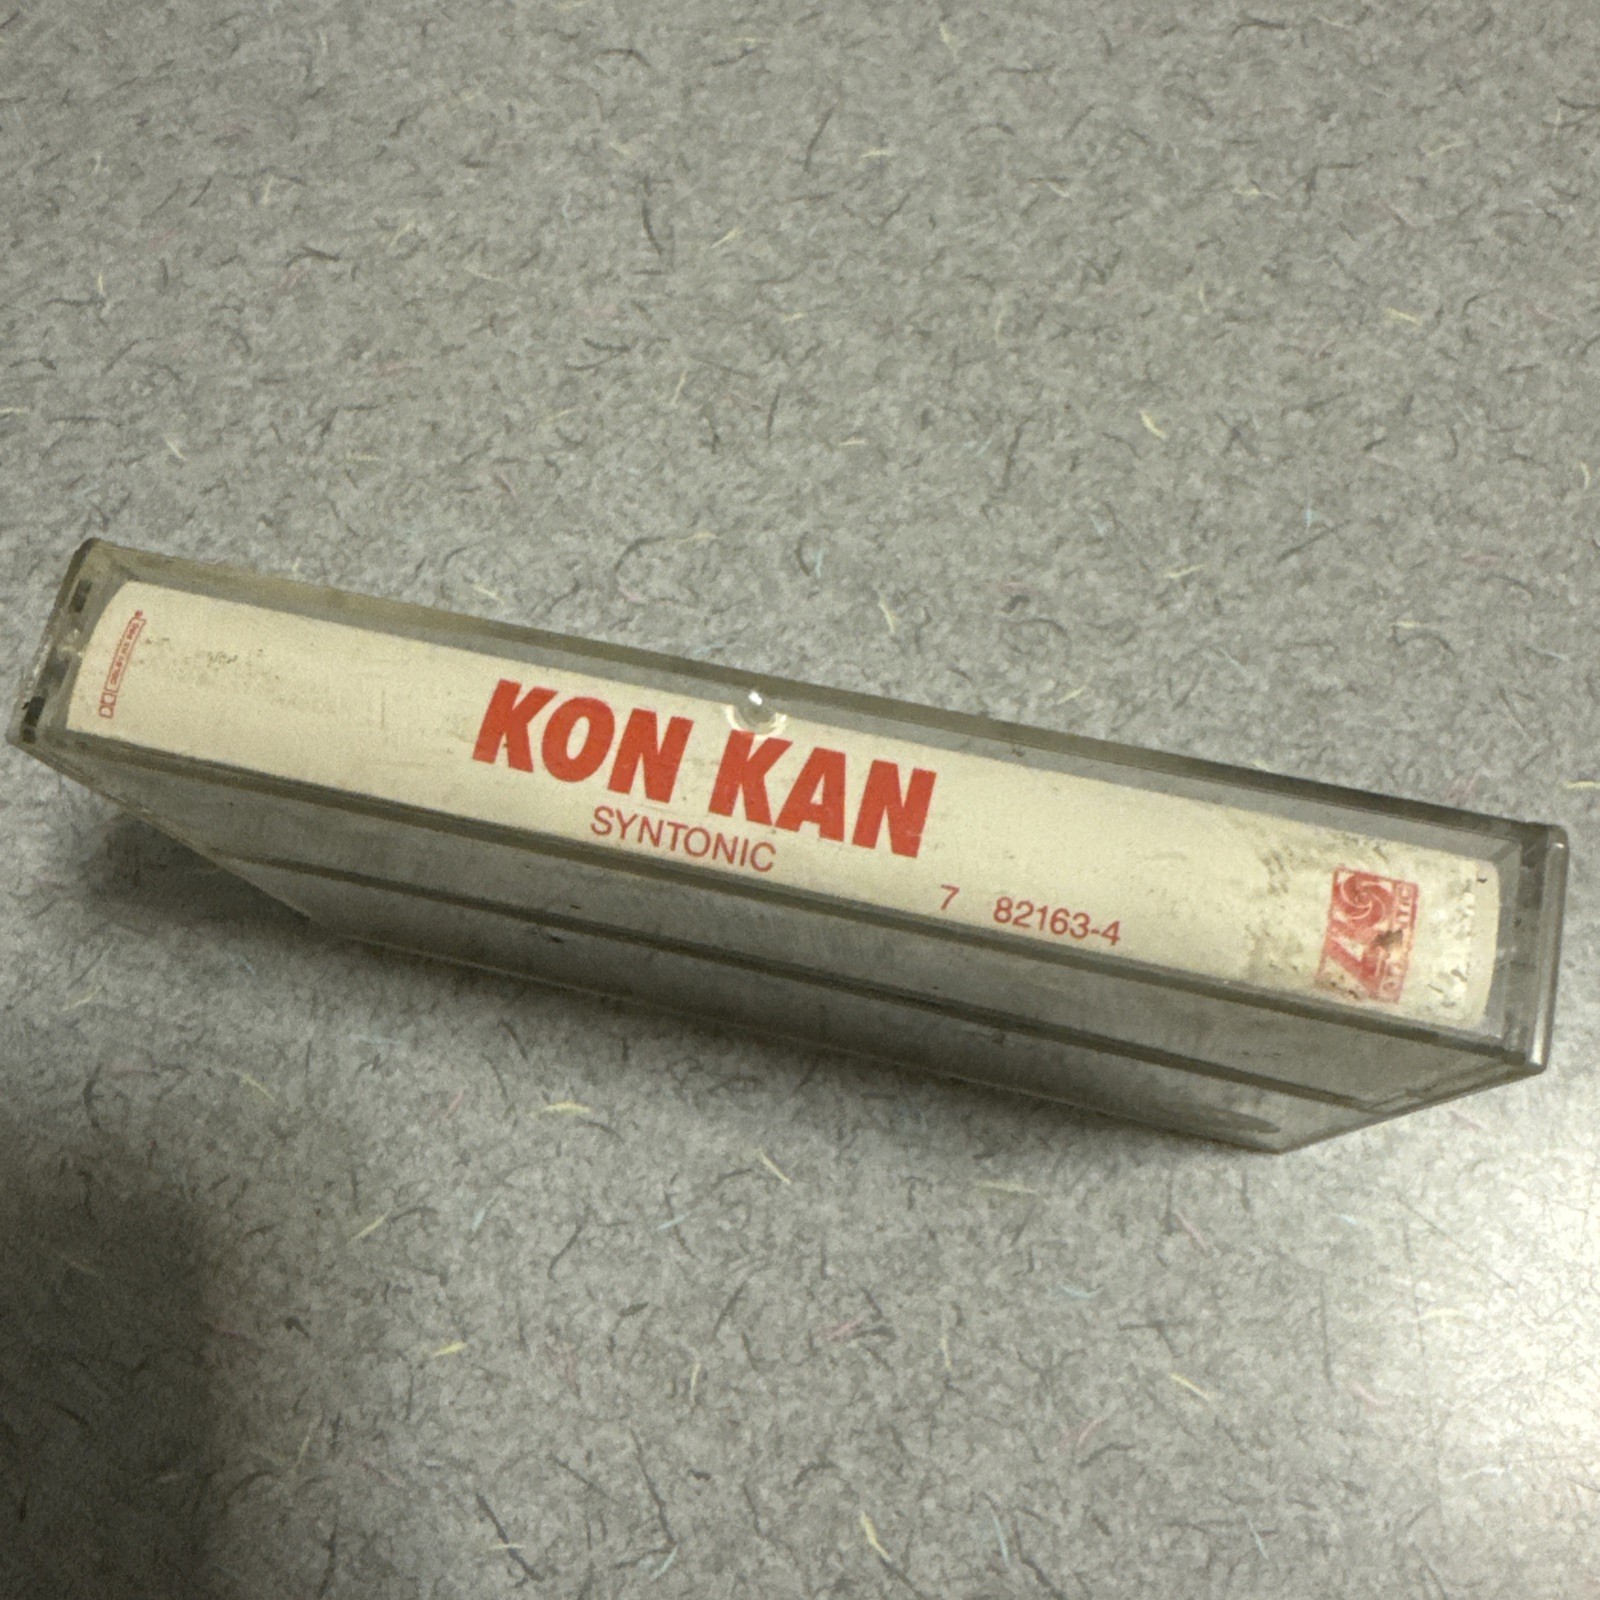 KON KAN
SYNTONIC
7 82163-4